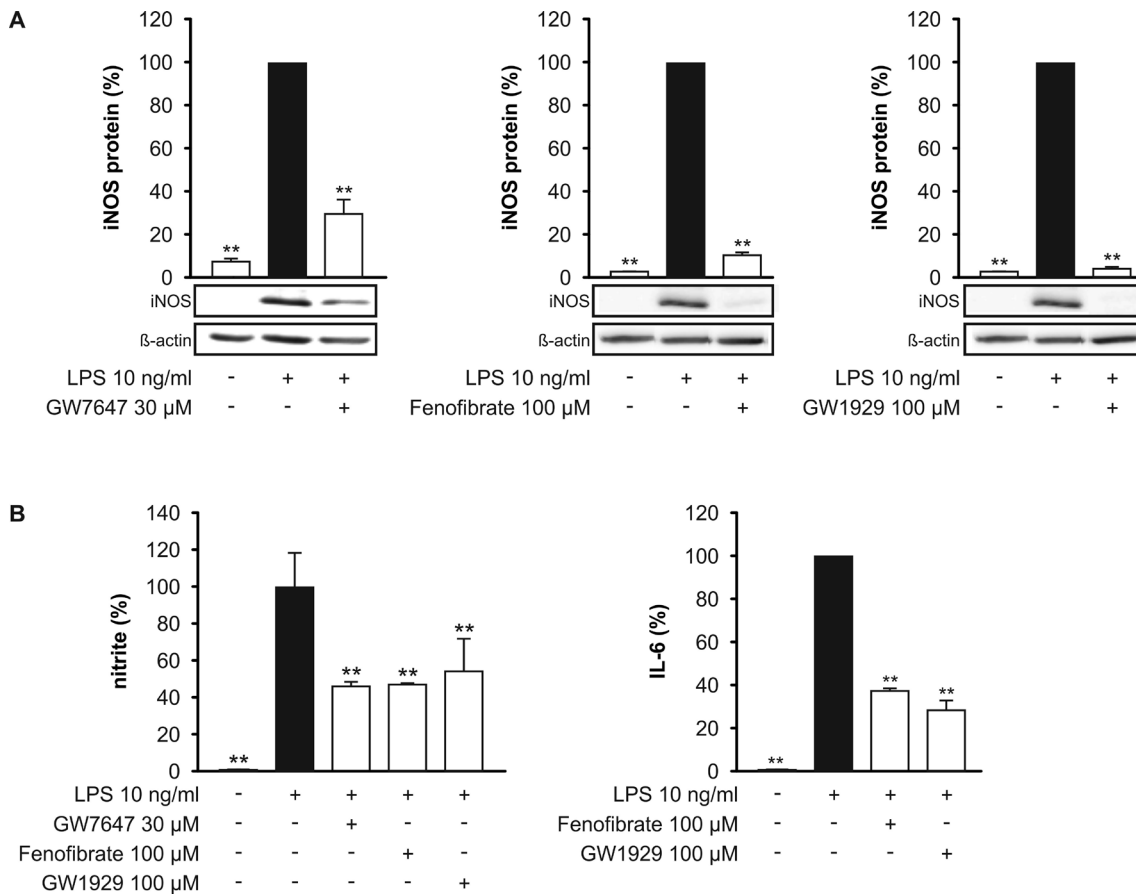 A
iNOS protein (%)
120
100
80
60
40
20
0
**
**
iNOS
ß-actin
LPS 10 ng/ml - + +
GW7647 30 µM - - +
iNOS protein (%)
120
100
80
60
40
20
0
**
**
iNOS
ß-actin
LPS 10 ng/ml - + +
Fenofibrate 100 µM - - +
iNOS protein (%)
120
100
80
60
40
20
0
**
**
iNOS
ß-actin
LPS 10 ng/ml - + +
GW1929 100 µM - - +
B
nitrite (%)
140
120
100
80
60
40
20
0
**
**
**
**
LPS 10 ng/ml - + + + +
GW7647 30 µM - - + - -
Fenofibrate 100 µM - - - + -
GW1929 100 µM - - - - +
IL-6 (%)
120
100
80
60
40
20
0
**
**
**
LPS 10 ng/ml - + + +
Fenofibrate 100 µM - - + -
GW1929 100 µM - - - +